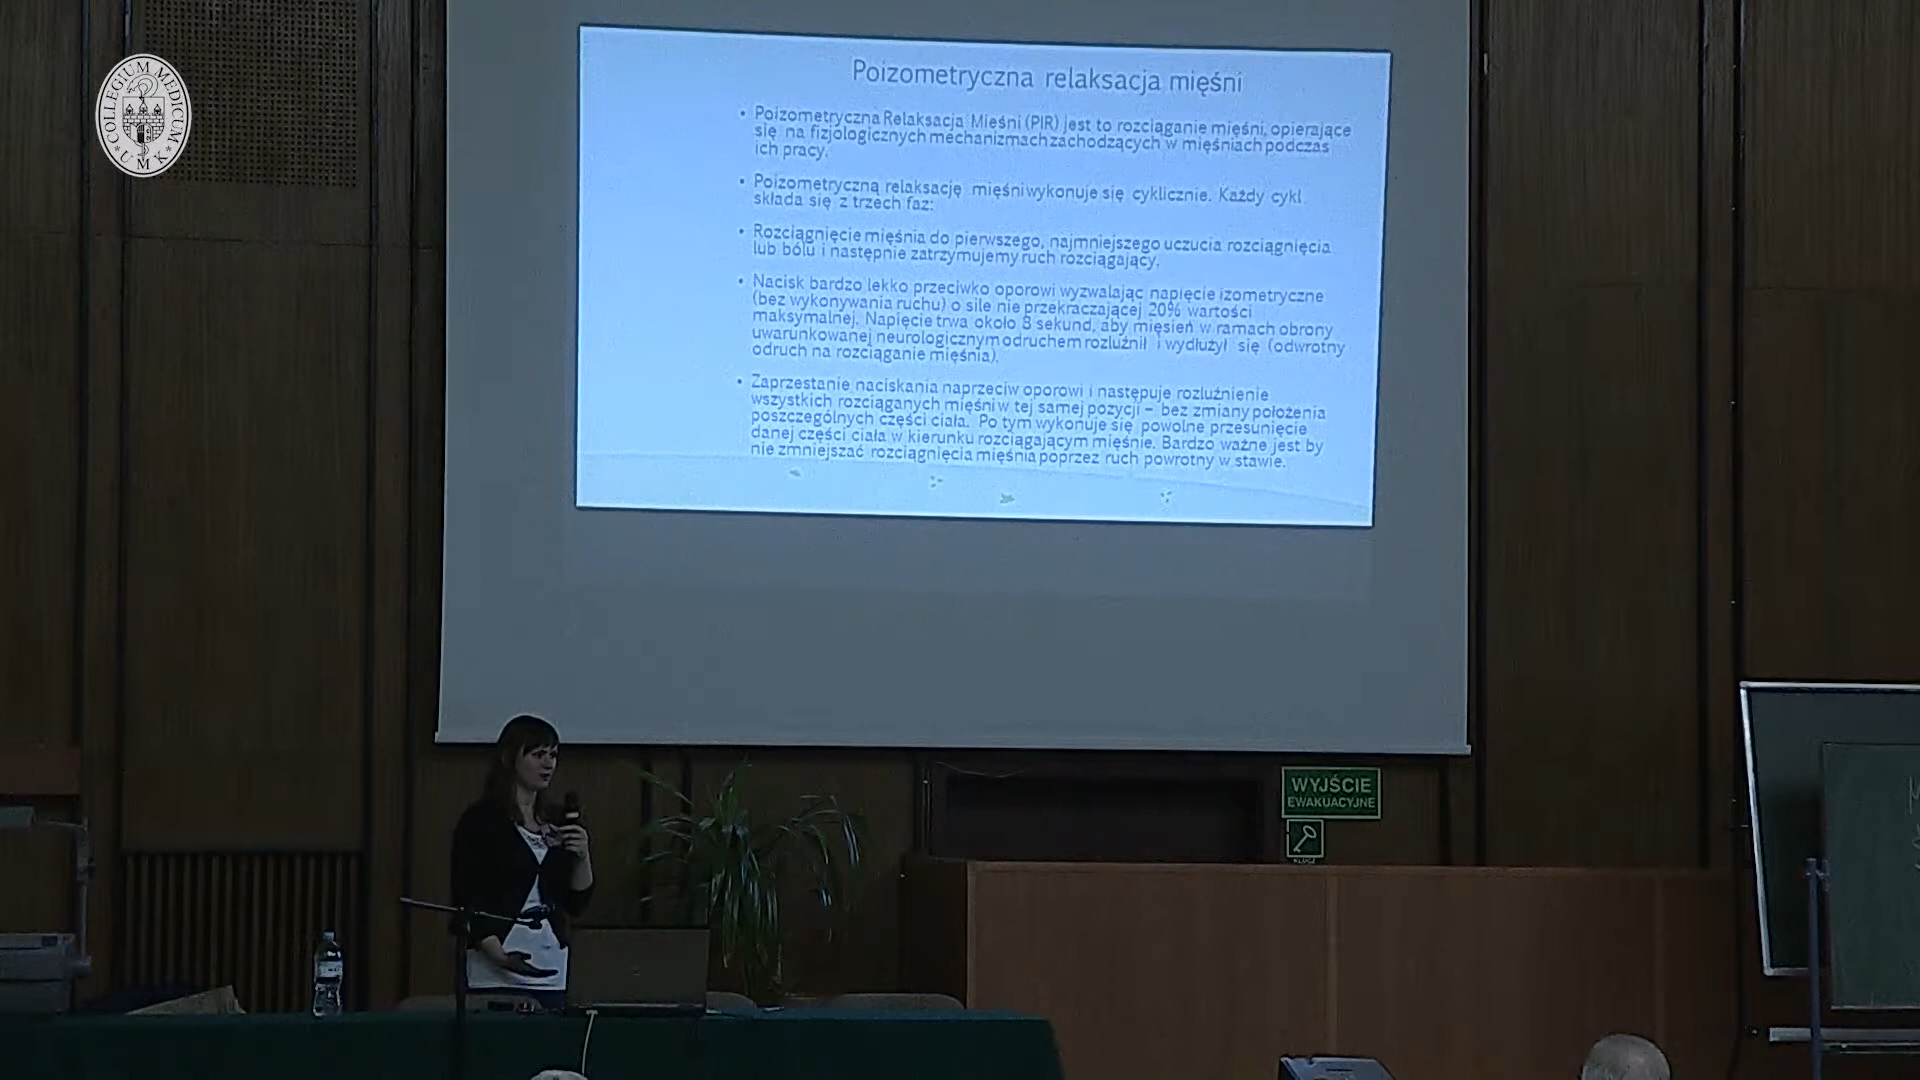 COLLEGIUM MEDICUM
UMK
Poizometryczna relaksacja mięśni
• Poizometryczna Relaksacja Mieśni (PIR) jest to rozciąganie mięśni, opierające
się na fizjologicznych mechanizmach zachodzących w mięśniach podczas
ich pracy.
• Poizometryczną relaksację mięśni wykonuje się cyklicznie. Każdy cykl
składa się z trzech faz:
• Rozciągnięcie mięśnia do pierwszego, najmniejszego uczucia rozciągnięcia
lub bólu i następnie zatrzymujemy ruch rozciągający.
• Nacisk bardzo lekko przeciwko oporowi wyzwalając napięcie izometryczne
(bez wykonywania ruchu) o sile nie przekraczającej 20% wartości
maksymalnej. Napięcie trwa około 8 sekund, aby mięsień w ramach obrony
uwarunkowanej neurologicznym odruchem rozluźnił i wydłużył się (odwrotny
odruch na rozciąganie mięśnia).
• Zaprzestanie naciskania naprzeciw oporowi i następuje rozluźnienie
wszystkich rozciąganych mięśni w tej samej pozycji – bez zmiany położenia
poszczególnych części ciała. Po tym wykonuje się powolne przesunięcie
danej części ciała w kierunku rozciągającym mięśnie. Bardzo ważne jest by
nie zmniejszać rozciągnięcia mięśnia poprzez ruch powrotny w stawie.
WYJŚCIE
EWAKUACYJNE
KLUCZ